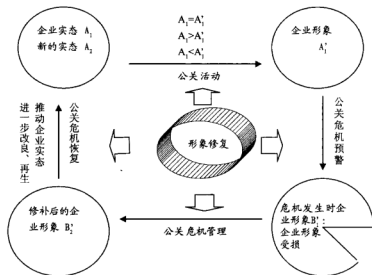 企业实态 A₁
新的实态 A₂
A₁=A₁'
A₁>A₁'
A₁<A₁'
公关活动
企业形象
A₁'
公关危机预警
危机发生时企
业形象B₁'：
企业形象
受损
公关危机管理
修补后的企
业形象 B₂'
公关危机恢复
推动企业实态
进一步改良、再生
形象修复